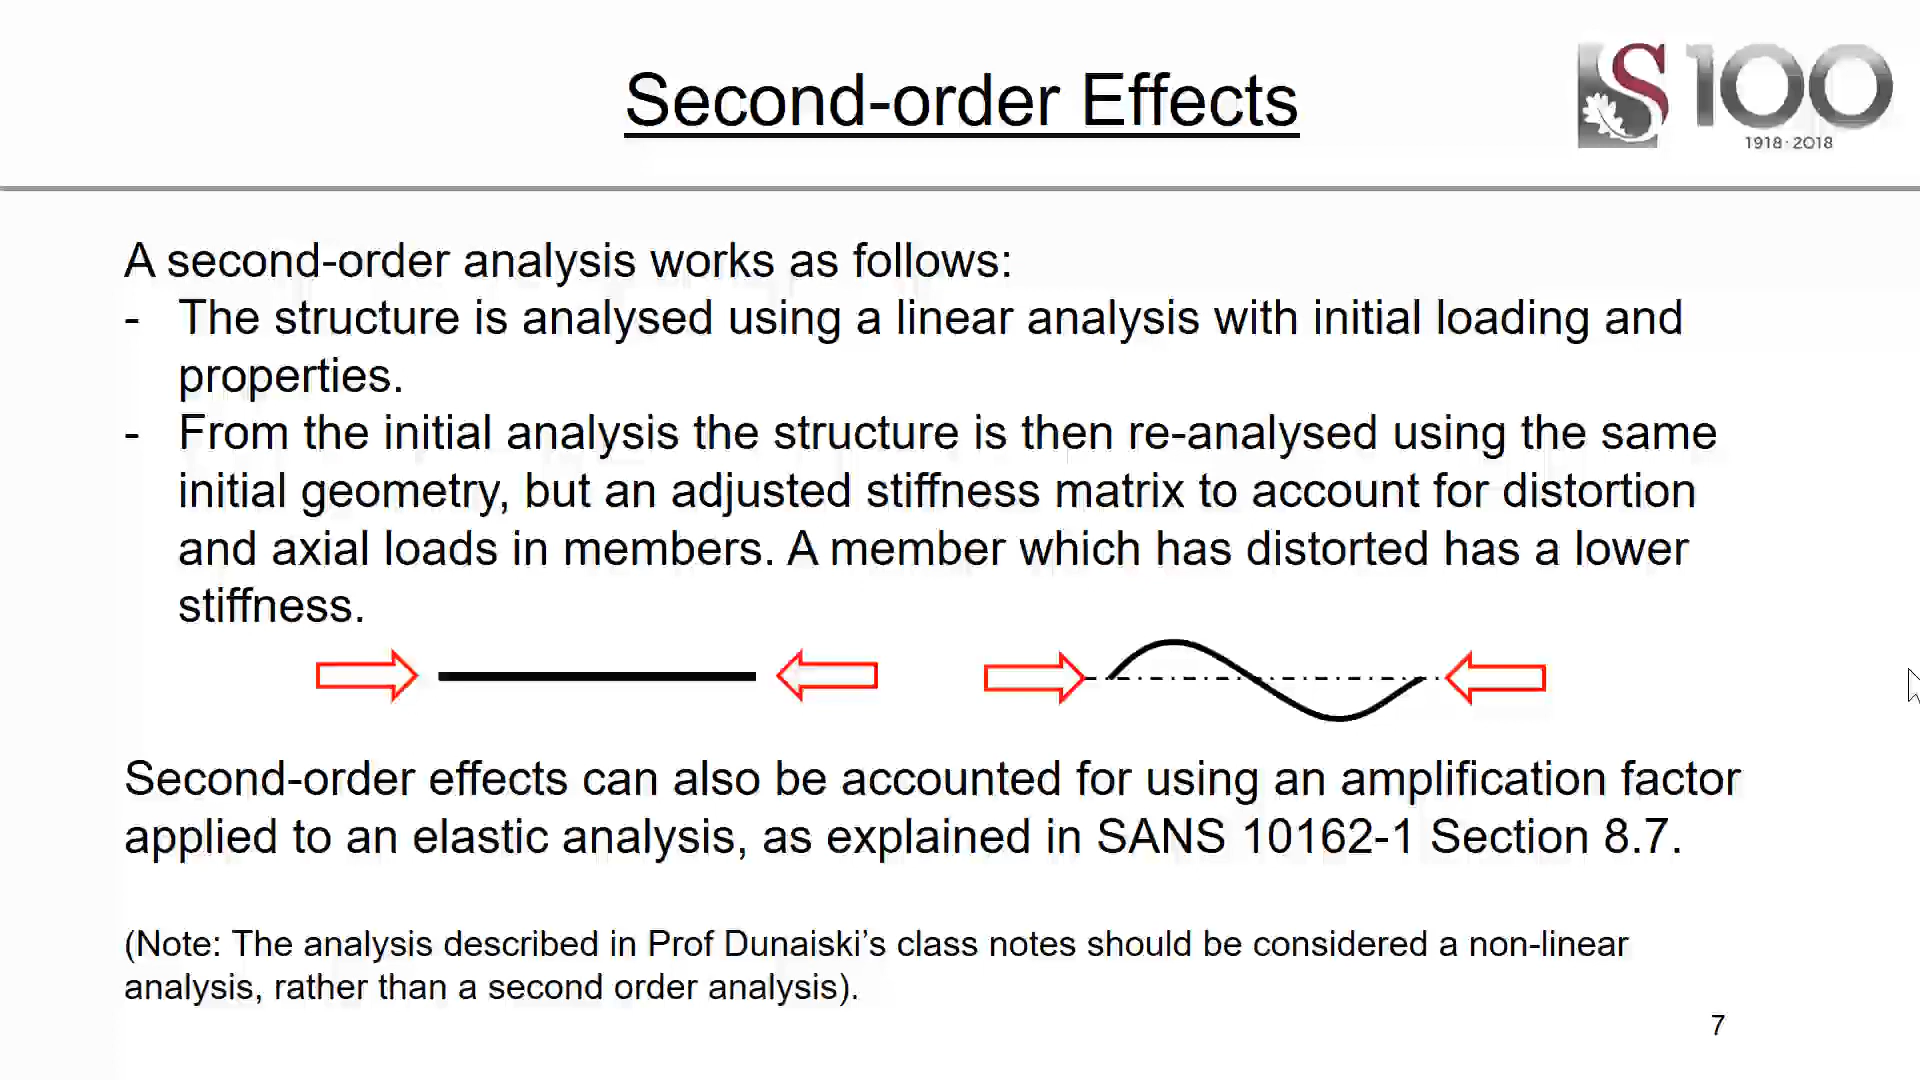 Second-order Effects
S 100
1918·2018
A second-order analysis works as follows:
- The structure is analysed using a linear analysis with initial loading and
properties.
- From the initial analysis the structure is then re-analysed using the same
initial geometry, but an adjusted stiffness matrix to account for distortion
and axial loads in members. A member which has distorted has a lower
stiffness.
Second-order effects can also be accounted for using an amplification factor
applied to an elastic analysis, as explained in SANS 10162-1 Section 8.7.
(Note: The analysis described in Prof Dunaiski’s class notes should be considered a non-linear
analysis, rather than a second order analysis).
7